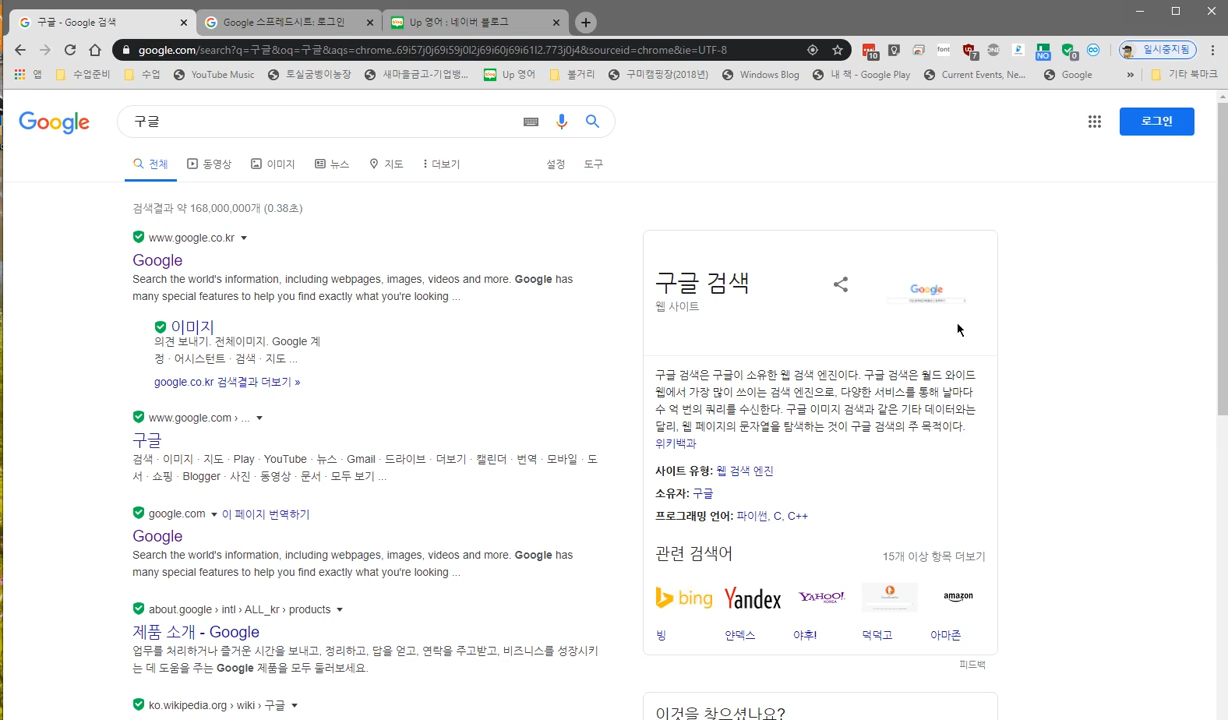 구글 - Google 검색
Google 스프레드시트: 로그인
Up 영어 : 네이버 블로그
google.com/search?q=구글&oq=구글&aqs=chrome..69i57j0j69i59j0l2j69i60j69i61l2.773j0j4&sourceid=chrome&ie=UTF-8
10
7
NO
0
일시중지됨
앱
수업준비
수업
YouTube Music
토실공벵이농장
새마을금고-기업뱅...
Up 영어
볼거리
구미캠핑장(2018년)
Windows Blog
내 책 - Google Play
Current Events, Ne...
Google
»
기타 북마크
Google
구글
로그인
전체
동영상
이미지
뉴스
지도
더보기
설정
도구
검색결과 약 168,000,000개 (0.38초)
www.google.co.kr
Google
Search the world's information, including webpages, images, videos and more. Google has
many special features to help you find exactly what you're looking ...
이미지
의견 보내기. 전체이미지. Google 계
정 · 어시스턴트 · 검색 · 지도 ...
google.co.kr 검색결과 더보기 »
www.google.com › ...
구글
검색 · 이미지 · 지도 · Play · YouTube · 뉴스 · Gmail · 드라이브 · 더보기 · 캘린더 · 번역 · 모바일 · 도
서 · 쇼핑 · Blogger · 사진 · 동영상 · 문서 · 모두 보기 ...
google.com
이 페이지 번역하기
Google
Search the world's information, including webpages, images, videos and more. Google has
many special features to help you find exactly what you're looking ...
about.google › intl › ALL_kr › products
제품 소개 - Google
업무를 처리하거나 즐거운 시간을 보내고, 정리하고, 답을 얻고, 연락을 주고받고, 비즈니스를 성장시키
는 데 도움을 주는 Google 제품을 모두 둘러보세요.
ko.wikipedia.org › wiki › 구글
구글 검색
웹 사이트
Google
구글 검색은 구글이 소유한 웹 검색 엔진이다. 구글 검색은 월드 와이드
웹에서 가장 많이 쓰이는 검색 엔진으로, 다양한 서비스를 통해 날마다
수 억 번의 쿼리를 수신한다. 구글 이미지 검색과 같은 기타 데이터와는
달리, 웹 페이지의 문자열을 탐색하는 것이 구글 검색의 주 목적이다.
위키백과
사이트 유형: 웹 검색 엔진
소유자: 구글
프로그래밍 언어: 파이썬, C, C++
관련 검색어
15개 이상 항목 더보기
bing
Yandex
YAHOO!
KOREA
amazon
빙
얀덱스
야후!
덕덕고
아마존
피드백
이것을 찾으셨나요?